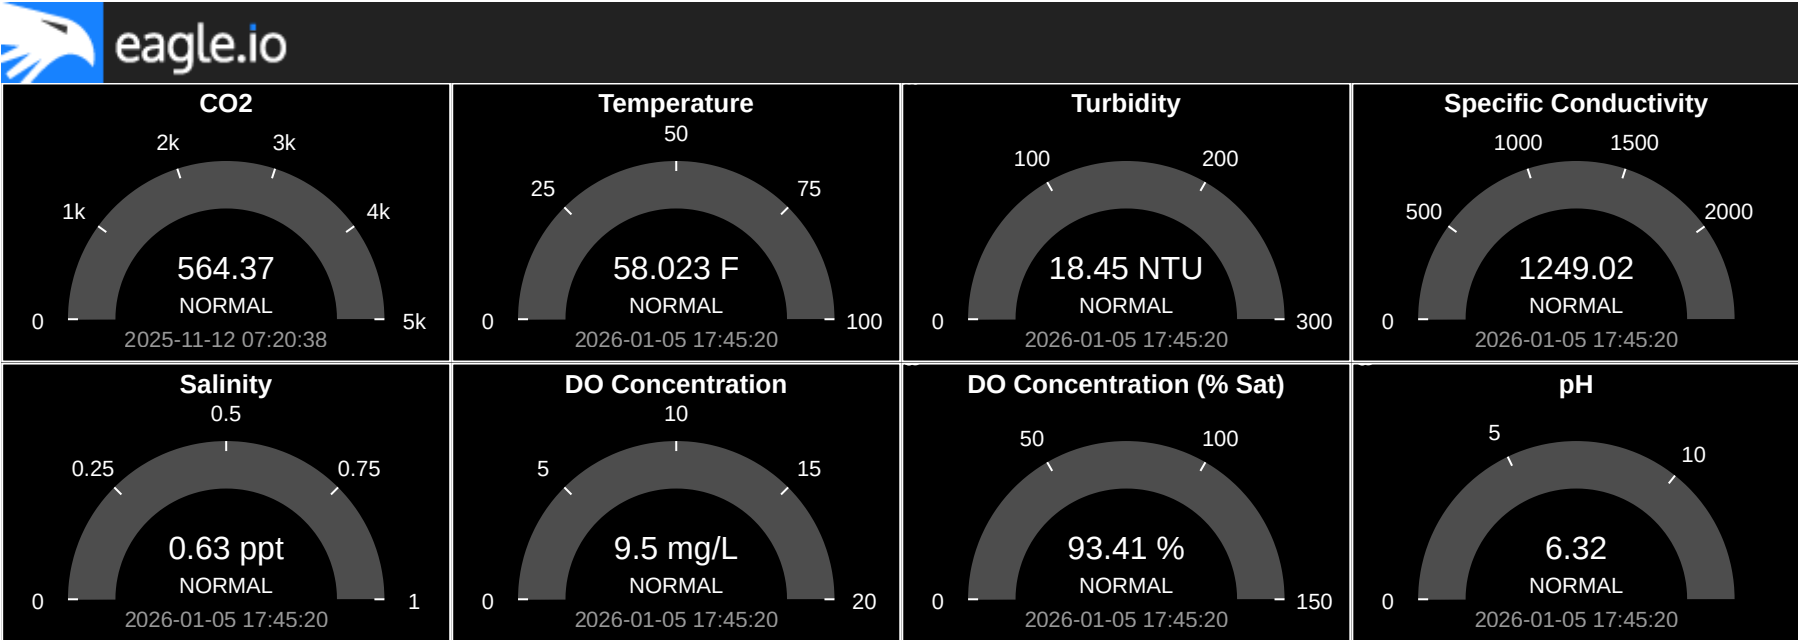 eagle.io
CO2
2k 3k
1k 4k
564.37
NORMAL
0 5k
2025-11-12 07:20:38
Temperature
50
25 75
58.023 F
NORMAL
0 100
2026-01-05 17:45:20
Turbidity
100 200
18.45 NTU
NORMAL
0 300
2026-01-05 17:45:20
Specific Conductivity
1000 1500
500 2000
1249.02
NORMAL
0
2026-01-05 17:45:20
Salinity
0.5
0.25 0.75
0.63 ppt
NORMAL
0 1
2026-01-05 17:45:20
DO Concentration
10
5 15
9.5 mg/L
NORMAL
0 20
2026-01-05 17:45:20
DO Concentration (% Sat)
50 100
93.41 %
NORMAL
0 150
2026-01-05 17:45:20
pH
5
10
6.32
NORMAL
0
2026-01-05 17:45:20